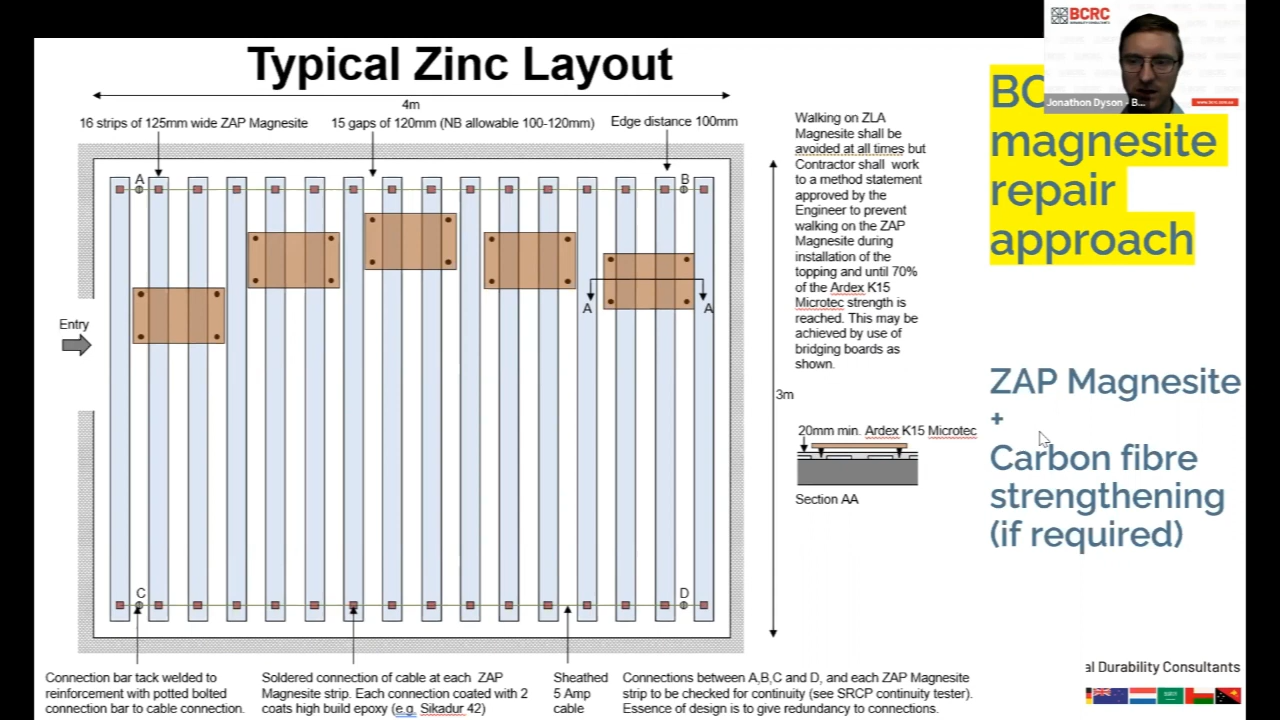 BCRC
DURABILITY CONSULTANTS
Jonathon Dyson - B...
www.bcrc.com.au
Typical Zinc Layout
4m
16 strips of 125mm wide ZAP Magnesite
15 gaps of 120mm (NB allowable 100-120mm)
Edge distance 100mm
A
B
A
A
C
D
Entry
3m
Walking on ZLA
Magnesite shall be
avoided at all times but
Contractor shall work
to a method statement
approved by the
Engineer to prevent
walking on the ZAP
Magnesite during
installation of the
topping and until 70%
of the Ardex K15
Microtec strength is
reached. This may be
achieved by use of
bridging boards as
shown.
20mm min. Ardex K15 Microtec
Section AA
Connection bar tack welded to
reinforcement with potted bolted
connection bar to cable connection.
Soldered connection of cable at each ZAP
Magnesite strip. Each connection coated with 2
coats high build epoxy (e.g. Sikadur 42)
Sheathed
5 Amp
cable
Connections between A,B,C and D, and each ZAP Magnesite
strip to be checked for continuity (see SRCP continuity tester).
Essence of design is to give redundancy to connections.
BC
magnesite
repair
approach
ZAP Magnesite
+
Carbon fibre
strengthening
(if required)
al Durability Consultants